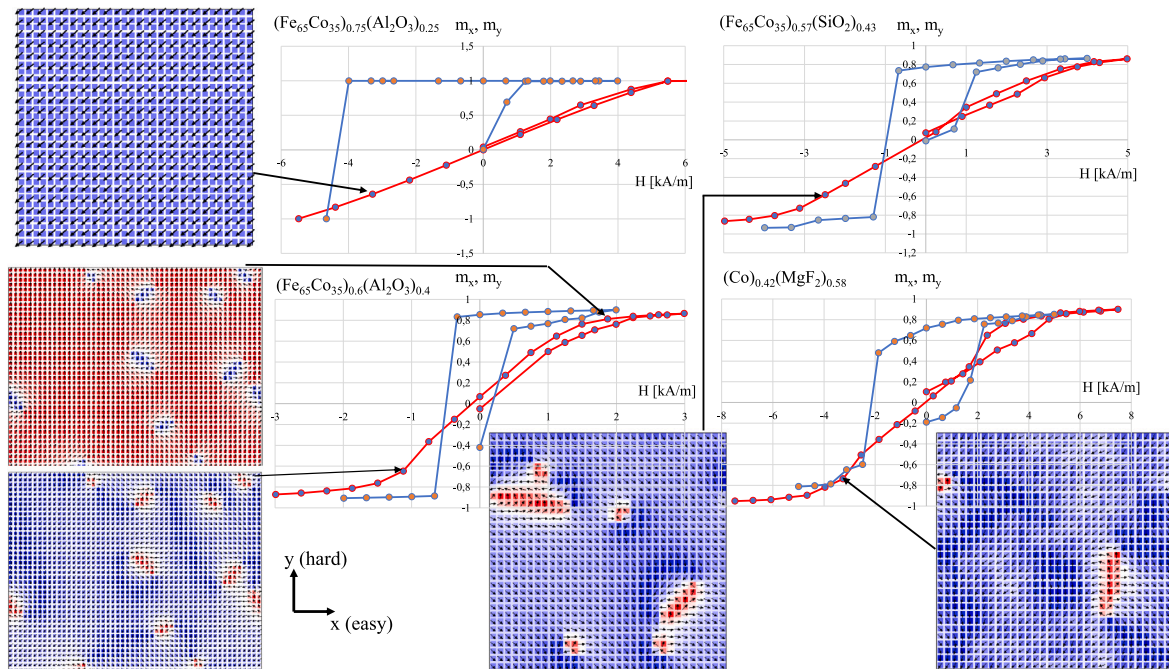 (Fe₆₅Co₃₅)₀.₇₅(Al₂O₃)₀.₂₅
mₓ, m_y
1,5
1
0,5
0
-0,5
-1
-1,5
-6 -4 -2 0 2 4 6
H [kA/m]
(Fe₆₅Co₃₅)₀.₅₇(SiO₂)₀.₄₃
mₓ, m_y
1
0,8
0,6
0,4
0,2
0
-0,2
-0,4
-0,6
-0,8
-1
-1,2
-5 -3 -1 1 3 5
H [kA/m]
(Fe₆₅Co₃₅)₀.₆(Al₂O₃)₀.₄
mₓ, m_y
1
0,8
0,6
0,4
0,2
0
-0,2
-0,4
-0,6
-0,8
-1
-3 -2 -1 0 1 2 3
H [kA/m]
(Co)₀.₄₂(MgF₂)₀.₅₈
mₓ, m_y
1
0,8
0,6
0,4
0,2
0
-0,2
-0,4
-0,6
-0,8
-1
-8 -6 -4 -2 0 2 4 6 8
H [kA/m]
y (hard)
x (easy)